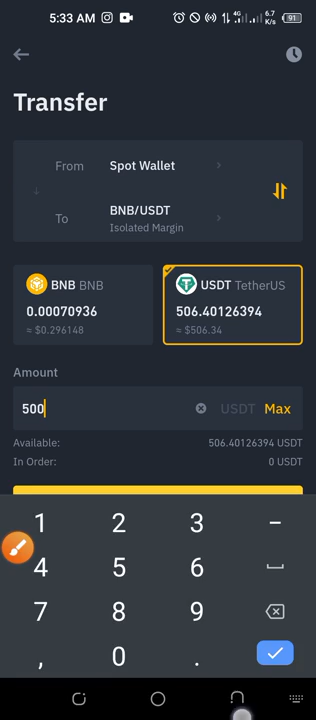 5:33 AM 4G 6.7 K/s 91
Transfer
From Spot Wallet
To BNB/USDT
Isolated Margin
BNB BNB
0.00070936
≈ $0.296148
USDT TetherUS
506.40126394
≈ $506.34
Amount
500 USDT Max
Available: 506.40126394 USDT
In Order: 0 USDT
1 2 3 -
4 5 6
7 8 9
, 0 .